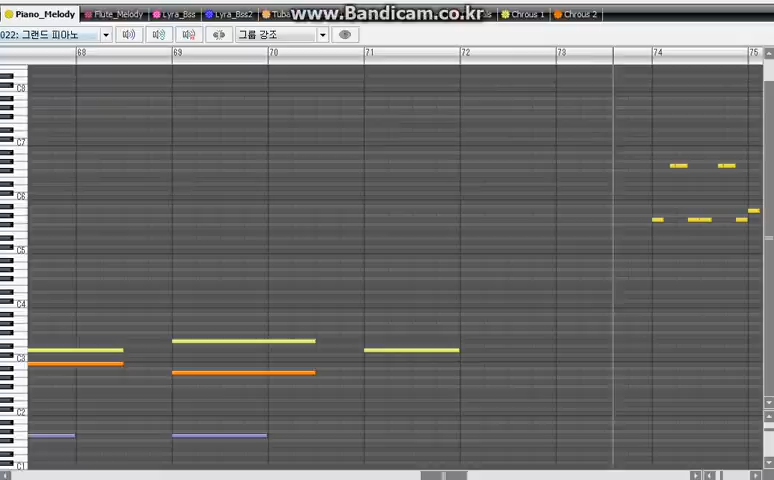 www.Bandicam.co.kr
Piano_Melody Flute_Melody Lyra_Bss Lyra_Bss2 Tuba Chrous 1 Chrous 2
022: 그랜드 피아노 그룹 강조
68 69 70 71 72 73 74 75
C8
C7
C6
C5
C4
C3
C2
C1